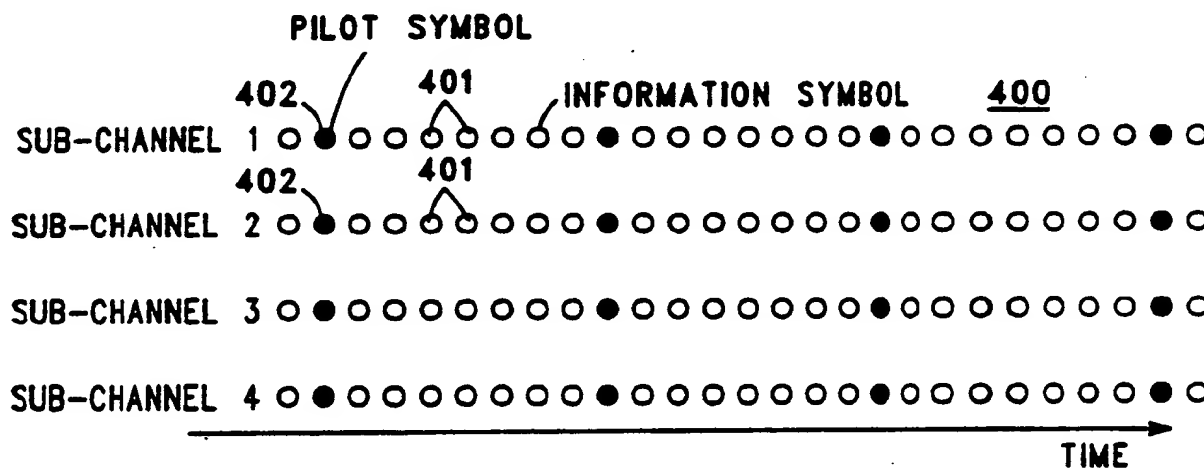 PILOT SYMBOL
402 401 INFORMATION SYMBOL 400
SUB-CHANNEL 1
402 401
SUB-CHANNEL 2
SUB-CHANNEL 3
SUB-CHANNEL 4
TIME